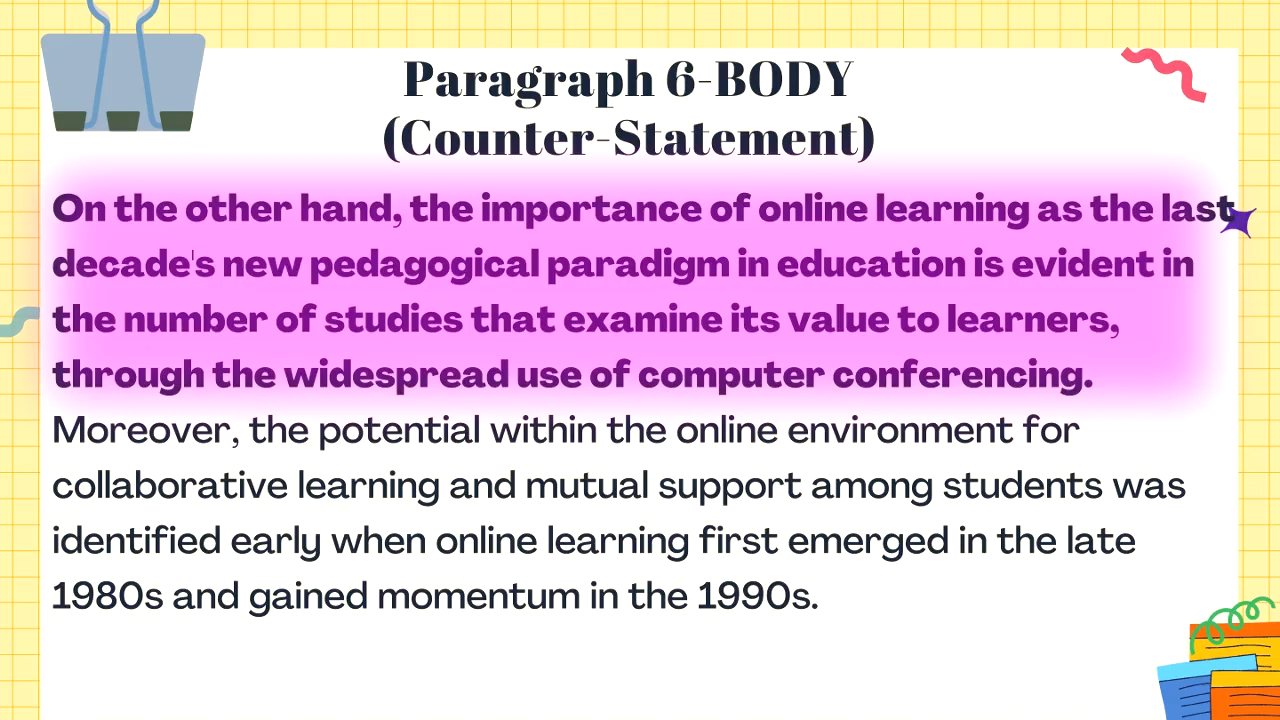 Paragraph 6-BODY
(Counter-Statement)
On the other hand, the importance of online learning as the last
decade's new pedagogical paradigm in education is evident in
the number of studies that examine its value to learners,
through the widespread use of computer conferencing.
Moreover, the potential within the online environment for
collaborative learning and mutual support among students was
identified early when online learning first emerged in the late
1980s and gained momentum in the 1990s.